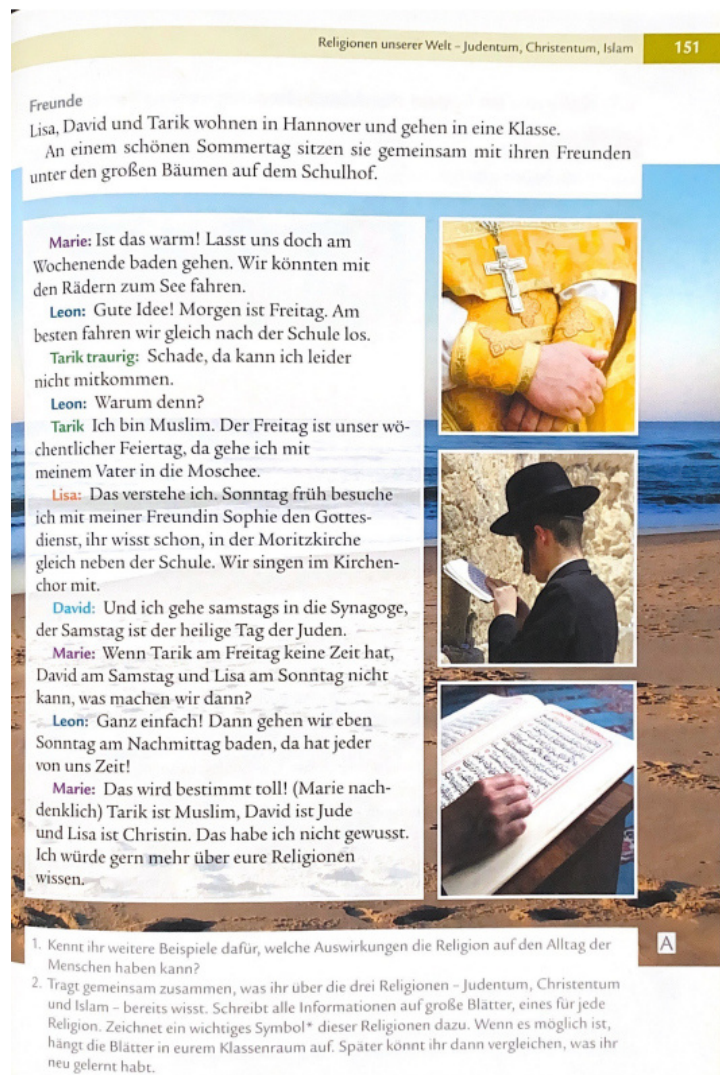 Religionen unserer Welt – Judentum, Christentum, Islam 151
Freunde
Lisa, David und Tarik wohnen in Hannover und gehen in eine Klasse.
An einem schönen Sommertag sitzen sie gemeinsam mit ihren Freunden
unter den großen Bäumen auf dem Schulhof.
Marie: Ist das warm! Lasst uns doch am
Wochenende baden gehen. Wir könnten mit
den Rädern zum See fahren.
Leon: Gute Idee! Morgen ist Freitag. Am
besten fahren wir gleich nach der Schule los.
Tarik traurig: Schade, da kann ich leider
nicht mitkommen.
Leon: Warum denn?
Tarik Ich bin Muslim. Der Freitag ist unser wö-
chentlicher Feiertag, da gehe ich mit
meinem Vater in die Moschee.
Lisa: Das verstehe ich. Sonntag früh besuche
ich mit meiner Freundin Sophie den Gottes-
dienst, ihr wisst schon, in der Moritzkirche
gleich neben der Schule. Wir singen im Kirchen-
chor mit.
David: Und ich gehe samstags in die Synagoge,
der Samstag ist der heilige Tag der Juden.
Marie: Wenn Tarik am Freitag keine Zeit hat,
David am Samstag und Lisa am Sonntag nicht
kann, was machen wir dann?
Leon: Ganz einfach! Dann gehen wir eben
Sonntag am Nachmittag baden, da hat jeder
von uns Zeit!
Marie: Das wird bestimmt toll! (Marie nach-
denklich) Tarik ist Muslim, David ist Jude
und Lisa ist Christin. Das habe ich nicht gewusst.
Ich würde gern mehr über eure Religionen
wissen.
A
1. Kennt ihr weitere Beispiele dafür, welche Auswirkungen die Religion auf den Alltag der
Menschen haben kann?
2. Tragt gemeinsam zusammen, was ihr über die drei Religionen – Judentum, Christentum
und Islam – bereits wisst. Schreibt alle Informationen auf große Blätter, eines für jede
Religion. Zeichnet ein wichtiges Symbol* dieser Religionen dazu. Wenn es möglich ist,
hängt die Blätter in eurem Klassenraum auf. Später könnt ihr dann vergleichen, was ihr
neu gelernt habt.